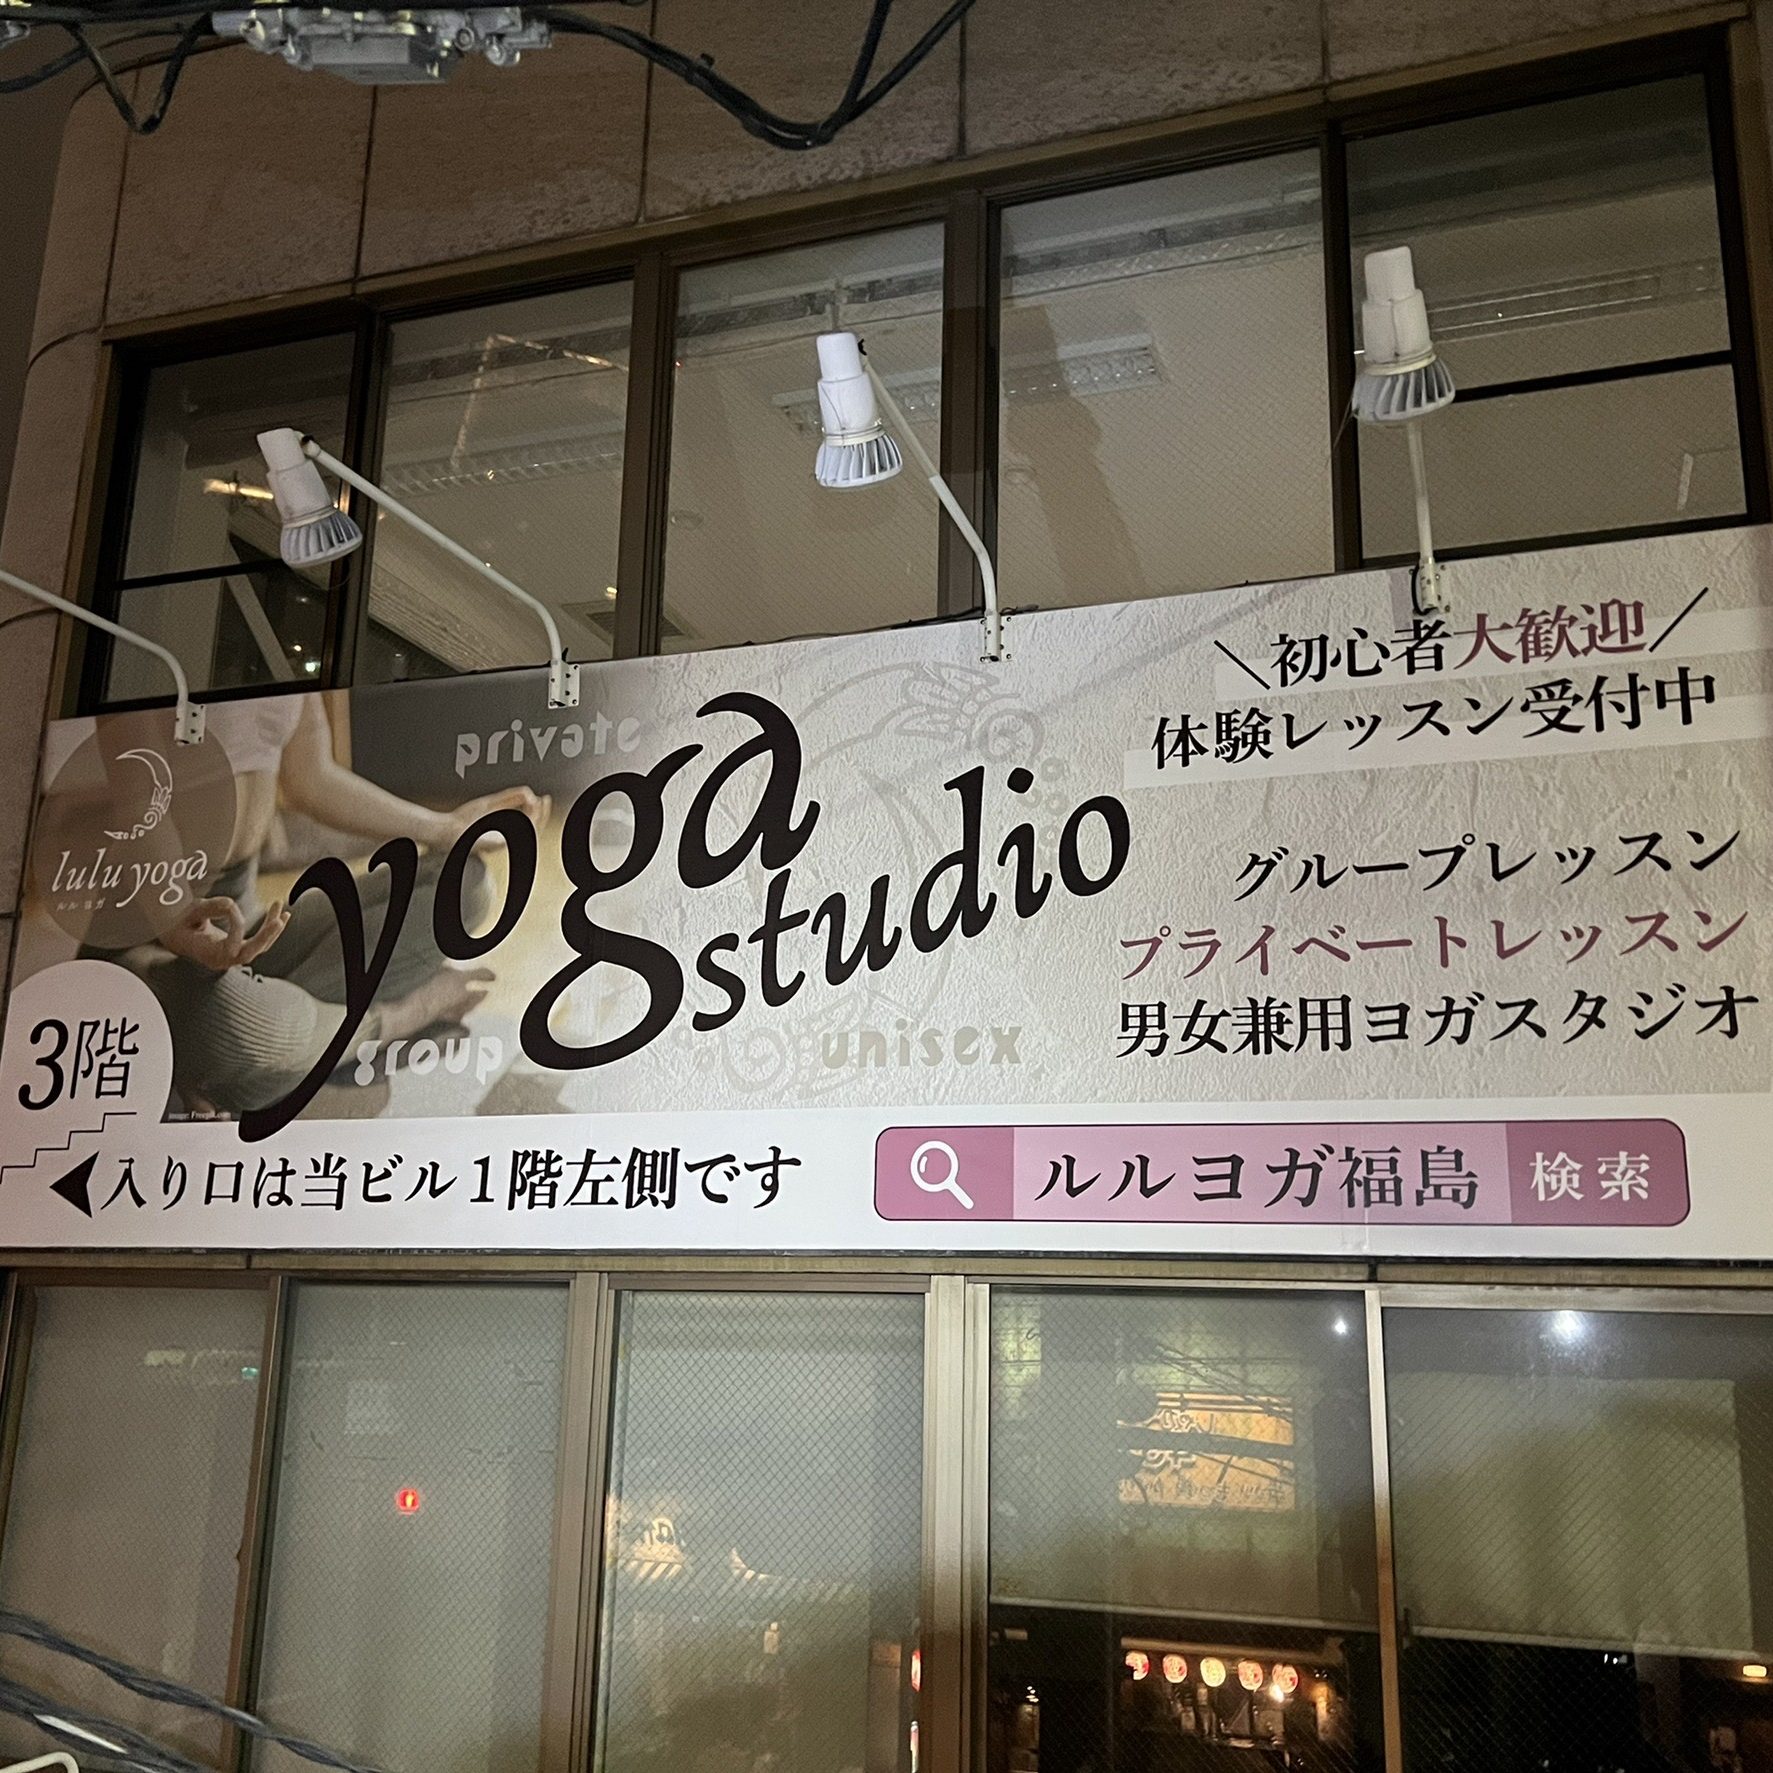 ＼初心者大歓迎／
体験レッスン受付中
private
yoga
studio
lulu yoga
ルルヨガ
グループレッスン
プライベートレッスン
男女兼用ヨガスタジオ
group
unisex
3階
image: Freepik.com
入り口は当ビル1階左側です
ルルヨガ福島 検索